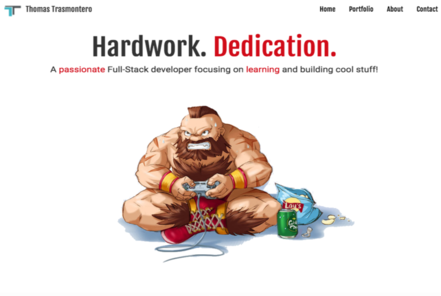 Thomas Trasmontero
Home Portfolio About Contact
Hardwork. Dedication.
A passionate Full-Stack developer focusing on learning and building cool stuff!
Lay's